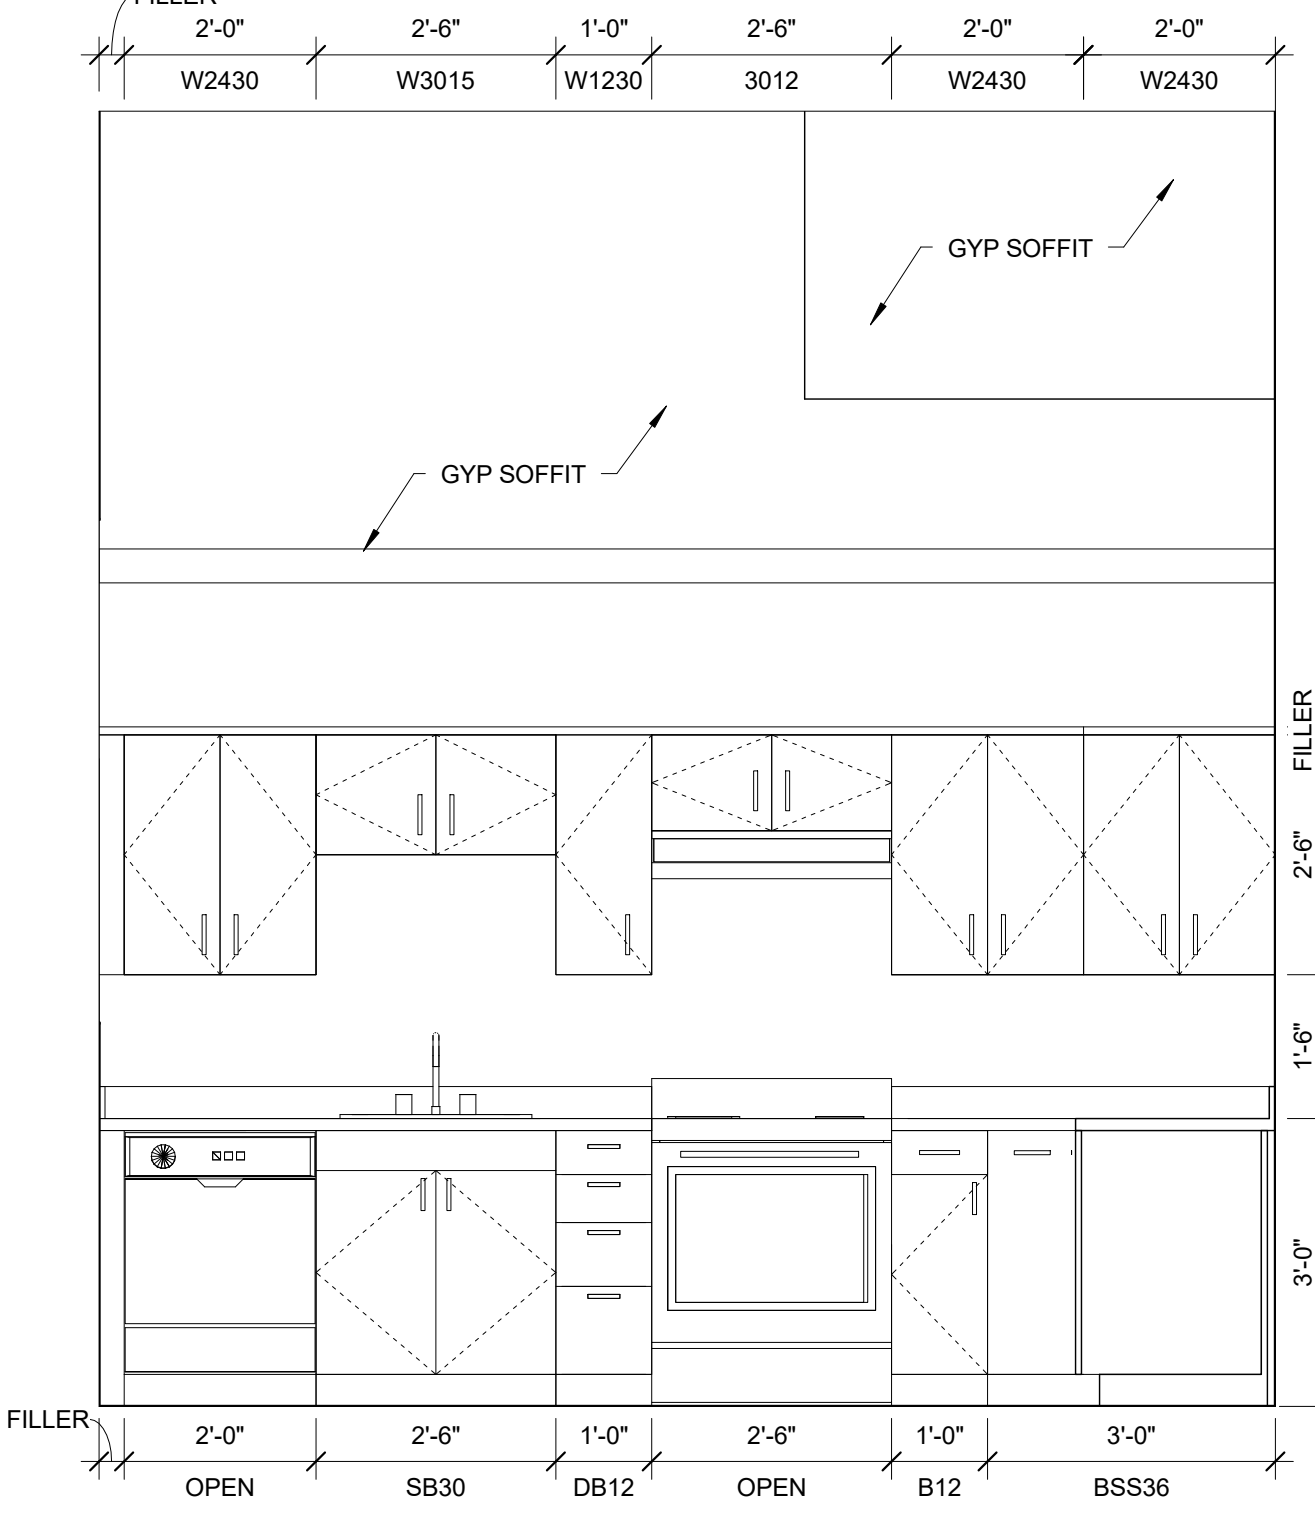 FILLER
2'-0" 2'-6" 1'-0" 2'-6" 2'-0" 2'-0"
W2430 W3015 W1230 3012 W2430 W2430
GYP SOFFIT
GYP SOFFIT
FILLER
2'-6"
1'-6"
3'-0"
FILLER
2'-0" 2'-6" 1'-0" 2'-6" 1'-0" 3'-0"
OPEN SB30 DB12 OPEN B12 BSS36